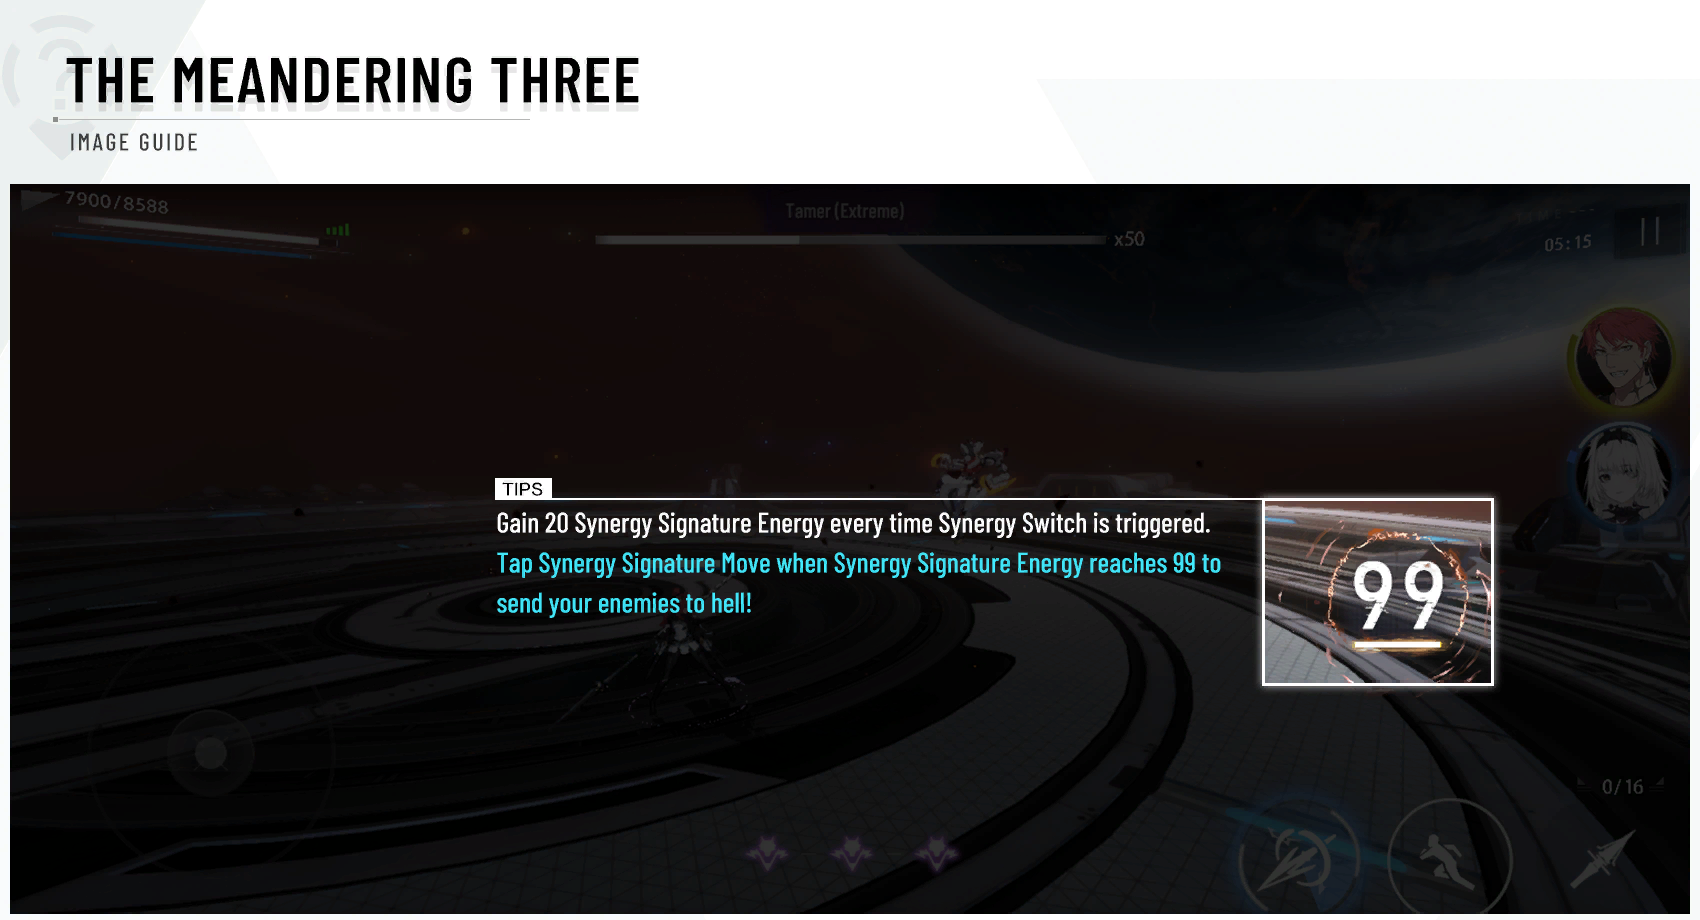 THE MEANDERING THREE
IMAGE GUIDE
7900/8588
Tamer (Extreme)
x50
05:15
TIPS
Gain 20 Synergy Signature Energy every time Synergy Switch is triggered.
Tap Synergy Signature Move when Synergy Signature Energy reaches 99 to
send your enemies to hell!
99
0/16